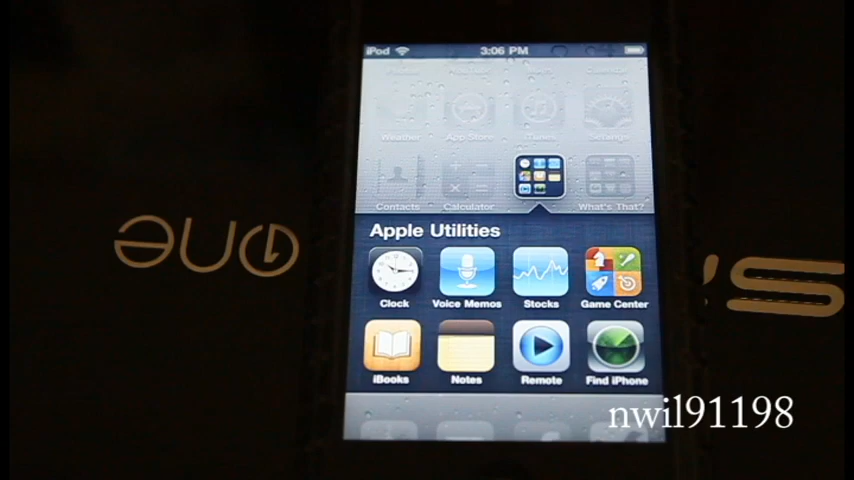 iPod 3:06 PM
Weather App Store iTunes Settings
Contacts Calculator What's That?
Apple Utilities
Clock Voice Memos Stocks Game Center
iBooks Notes Remote Find iPhone
nwil91198